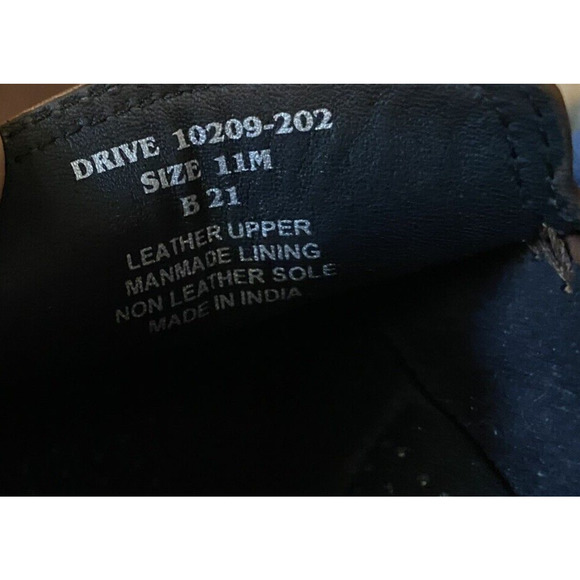 DRIVE 10209-202
SIZE 11M
B 21
LEATHER UPPER
MANMADE LINING
NON LEATHER SOLE
MADE IN INDIA